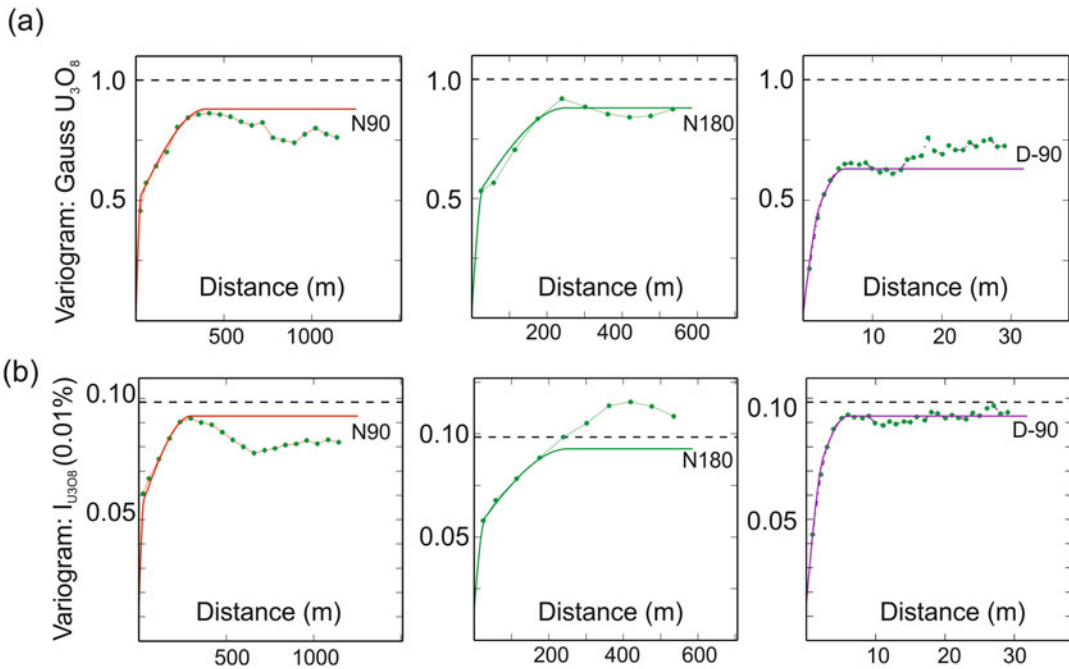 (a)
Variogram: Gauss U₃O₈
1.0
0.5
N90
Distance (m)
500 1000
1.0
0.5
N180
Distance (m)
200 400 600
1.0
0.5
D-90
Distance (m)
10 20 30
(b)
Variogram: I_U3O8 (0.01%)
0.10
0.05
N90
Distance (m)
500 1000
0.10
0.05
N180
Distance (m)
200 400 600
0.10
0.05
D-90
Distance (m)
10 20 30